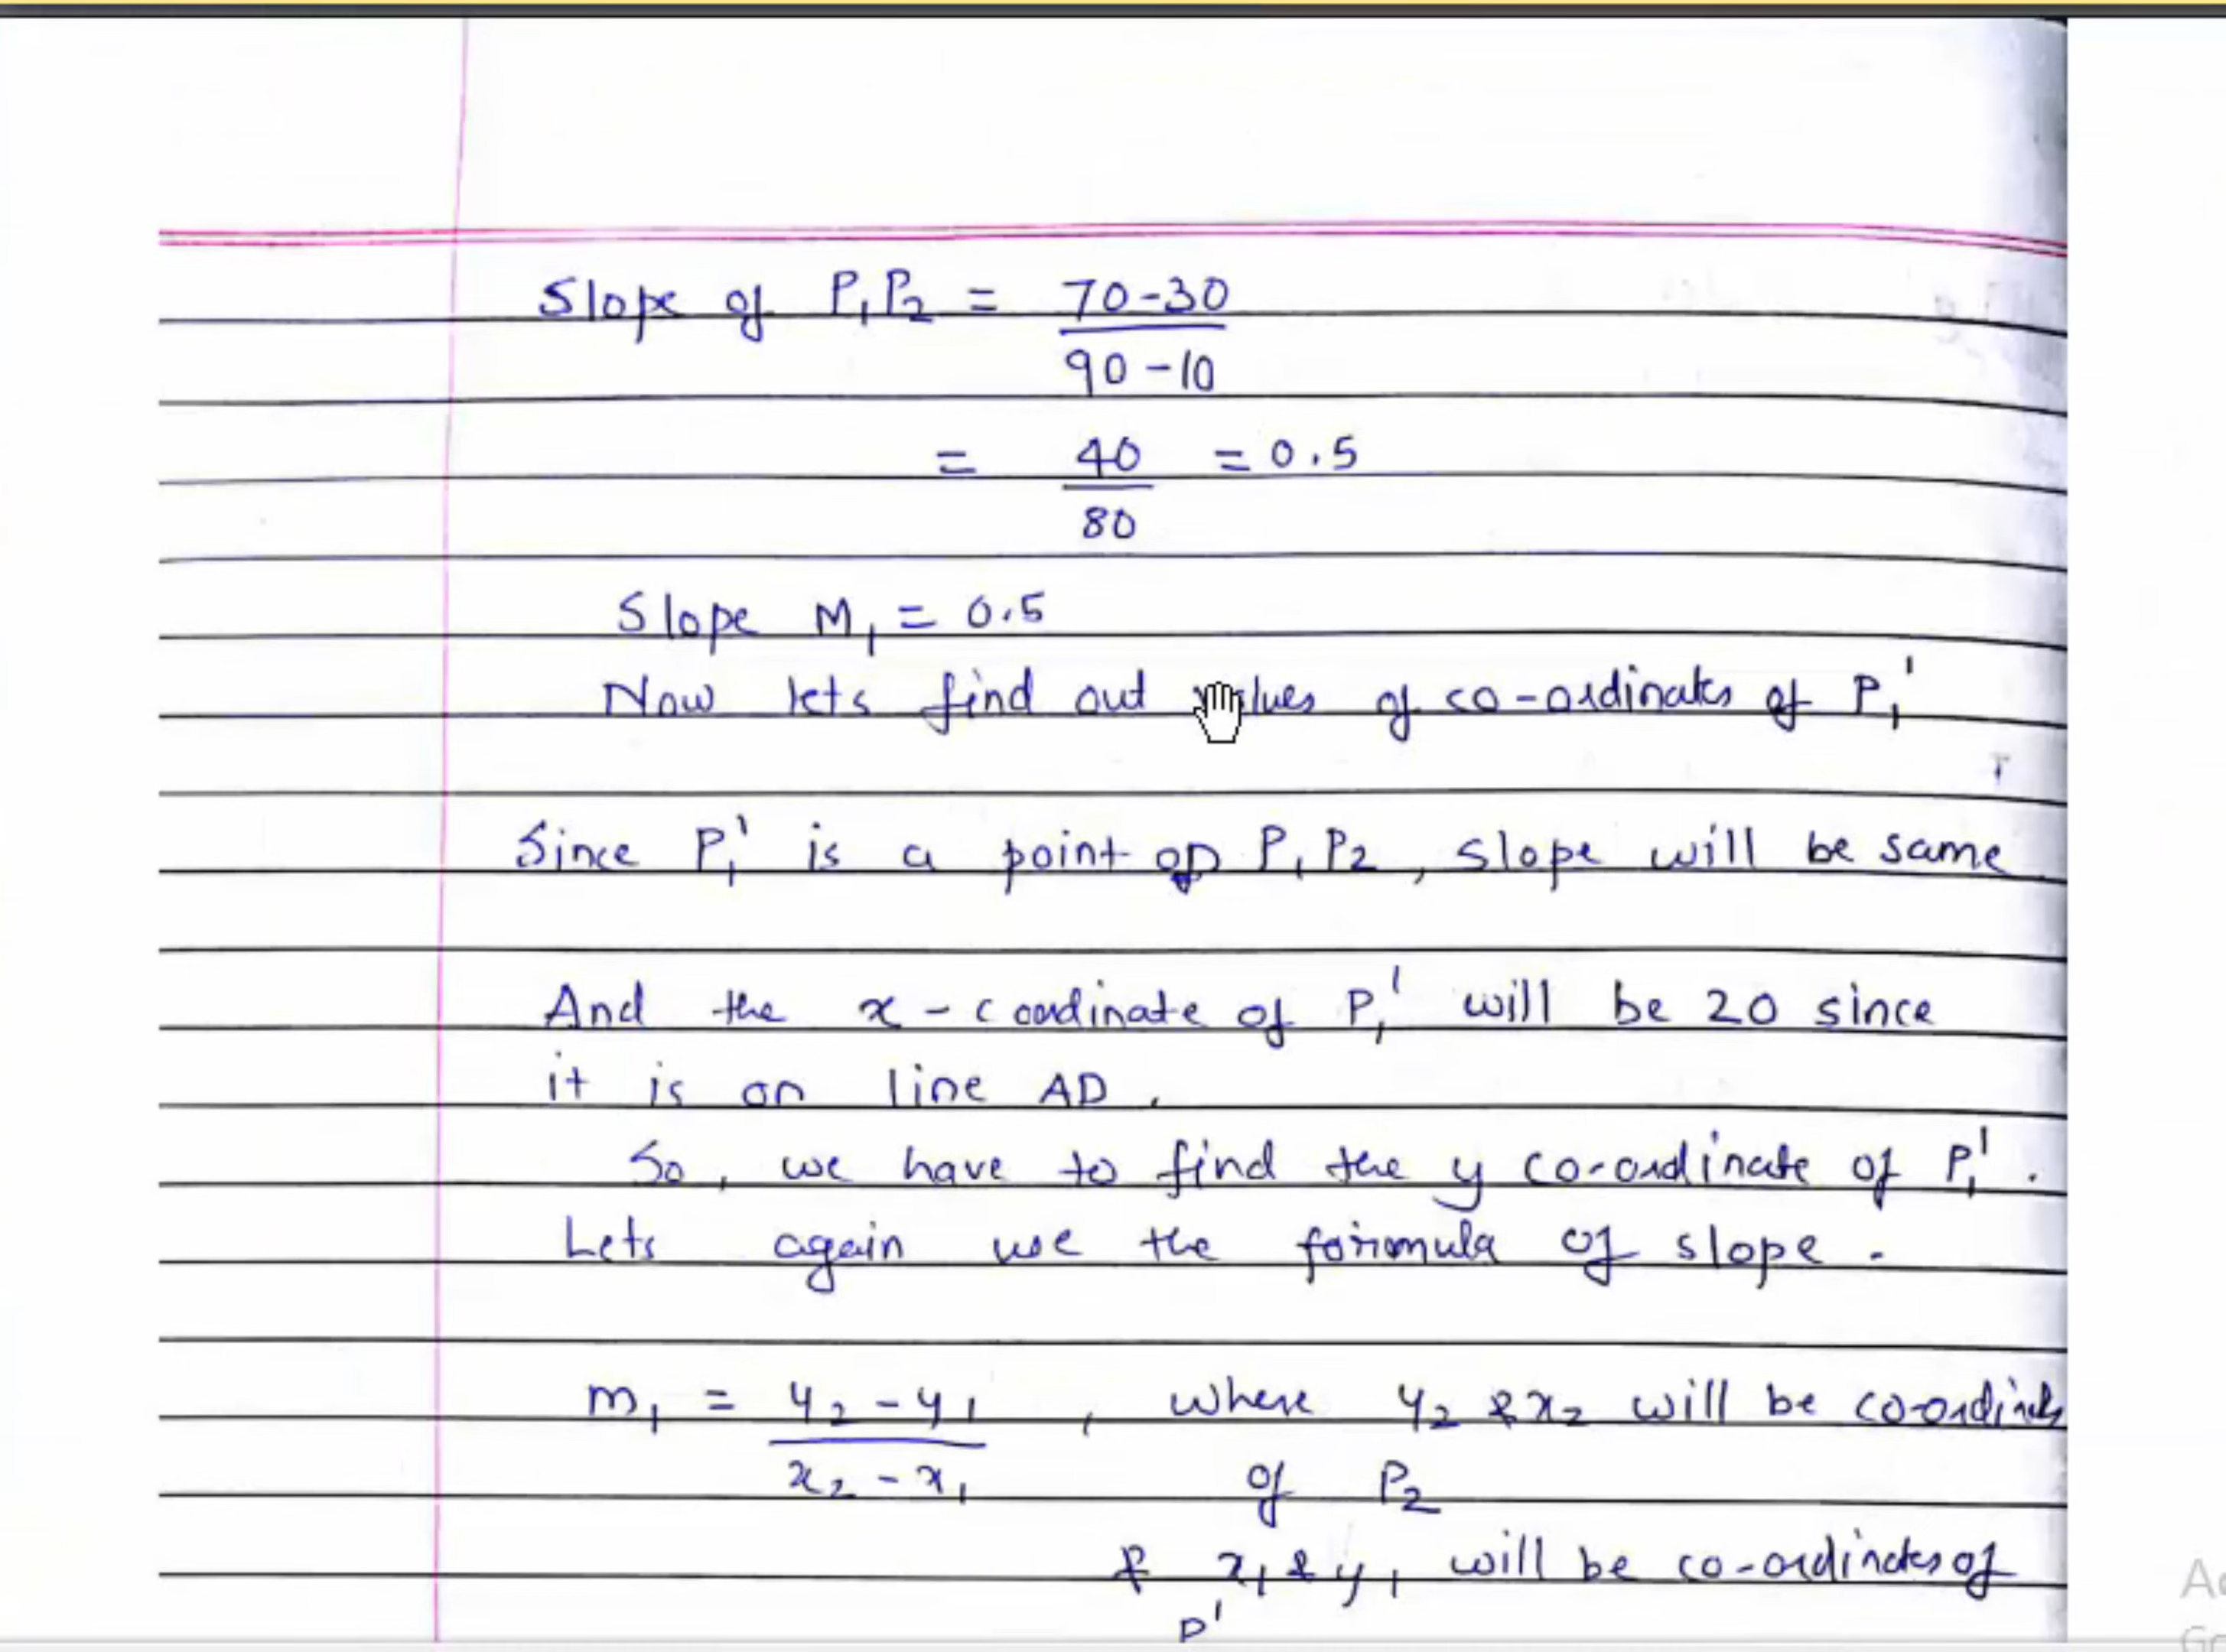 Slope of P₁P₂ = 70-30
90-10
= 40 = 0.5
80
Slope M₁ = 0.5
Now lets find out values of co-ordinates of P₁'
Since P₁' is a point on P₁P₂, slope will be same
And the x-coordinate of P₁' will be 20 since
it is on line AD.
So, we have to find the y co-ordinate of P₁'.
Lets again use the formula of slope.
m₁ = y₂-y₁ , where y₂ & x₂ will be co-ordinates
x₂-x₁ of P₂
& x₁ & y₁ will be co-ordinates of
P'